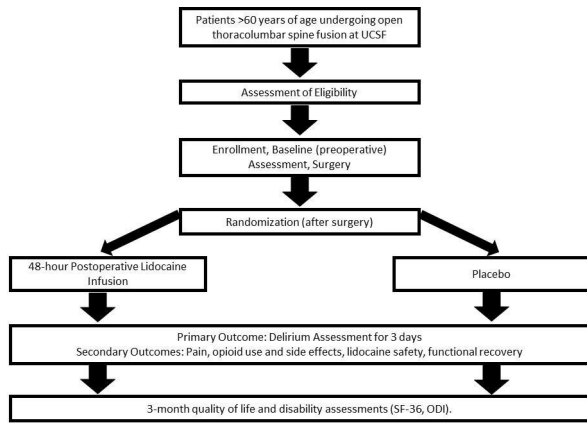 Patients >60 years of age undergoing open
thoracolumbar spine fusion at UCSF
Assessment of Eligibility
Enrollment, Baseline (preoperative)
Assessment, Surgery
Randomization (after surgery)
48-hour Postoperative Lidocaine
Infusion
Placebo
Primary Outcome: Delirium Assessment for 3 days
Secondary Outcomes: Pain, opioid use and side effects, lidocaine safety, functional recovery
3-month quality of life and disability assessments (SF-36, ODI).